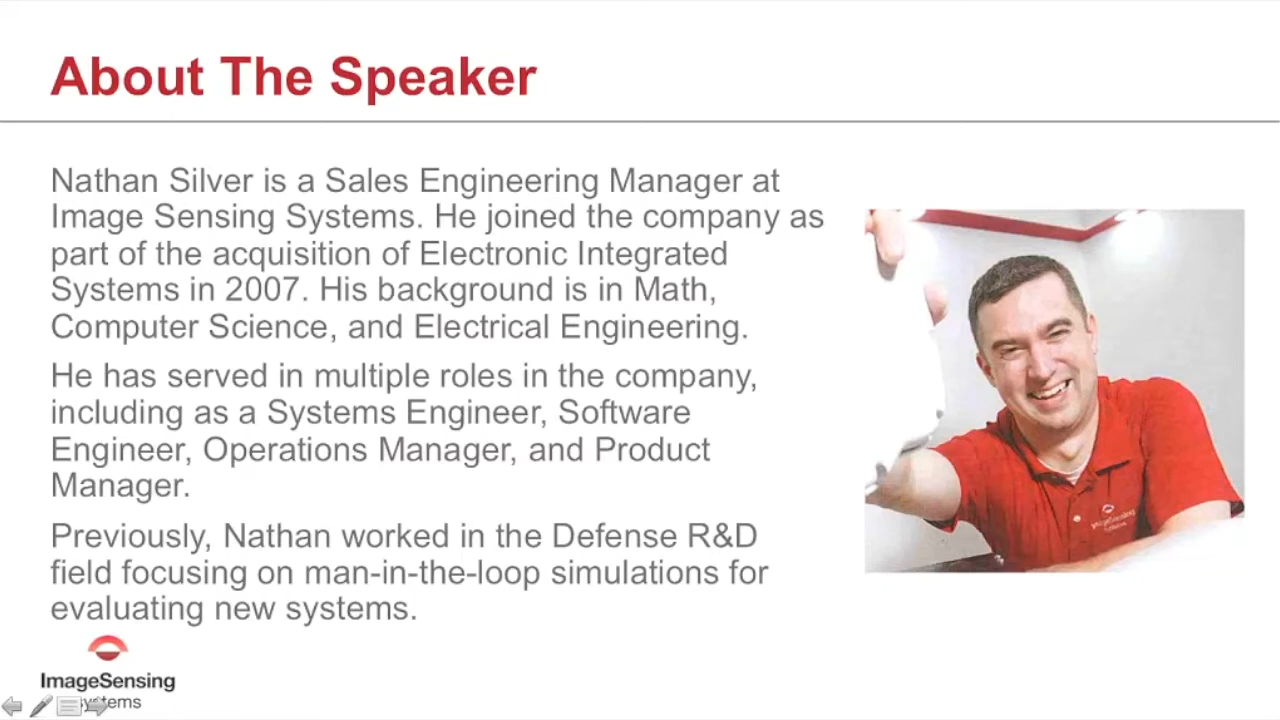 About The Speaker
Nathan Silver is a Sales Engineering Manager at
Image Sensing Systems. He joined the company as
part of the acquisition of Electronic Integrated
Systems in 2007. His background is in Math,
Computer Science, and Electrical Engineering.
He has served in multiple roles in the company,
including as a Systems Engineer, Software
Engineer, Operations Manager, and Product
Manager.
Previously, Nathan worked in the Defense R&D
field focusing on man-in-the-loop simulations for
evaluating new systems.
ImageSensing
Systems
ImageSensing
systems